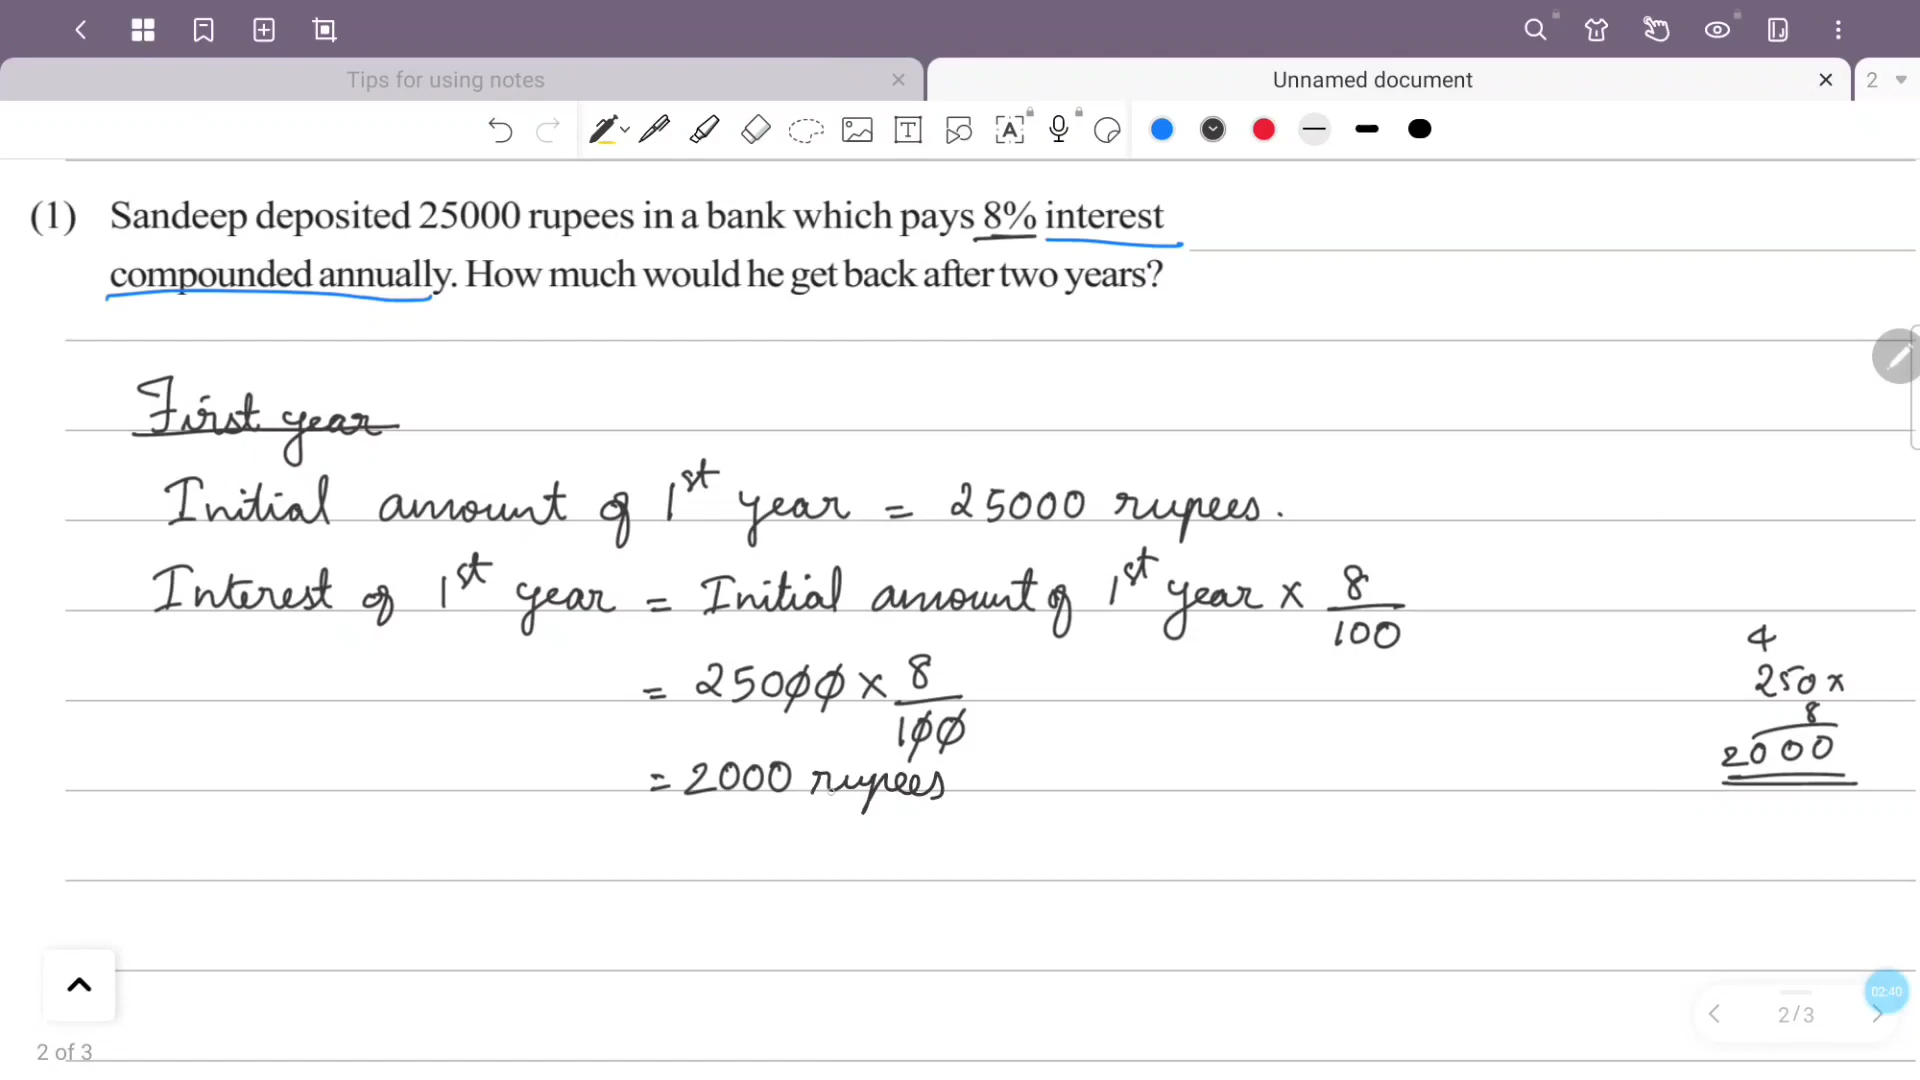 Tips for using notes
Unnamed document
2
(1) Sandeep deposited 25000 rupees in a bank which pays 8% interest
compounded annually. How much would he get back after two years?
First year
Initial amount of 1st year = 25000 rupees.
Interest of 1st year = Initial amount of 1st year × 8/100
= 25000 × 8/100
= 2000 rupees
4
250 ×
8
2000
02:40
2/3
2 of 3